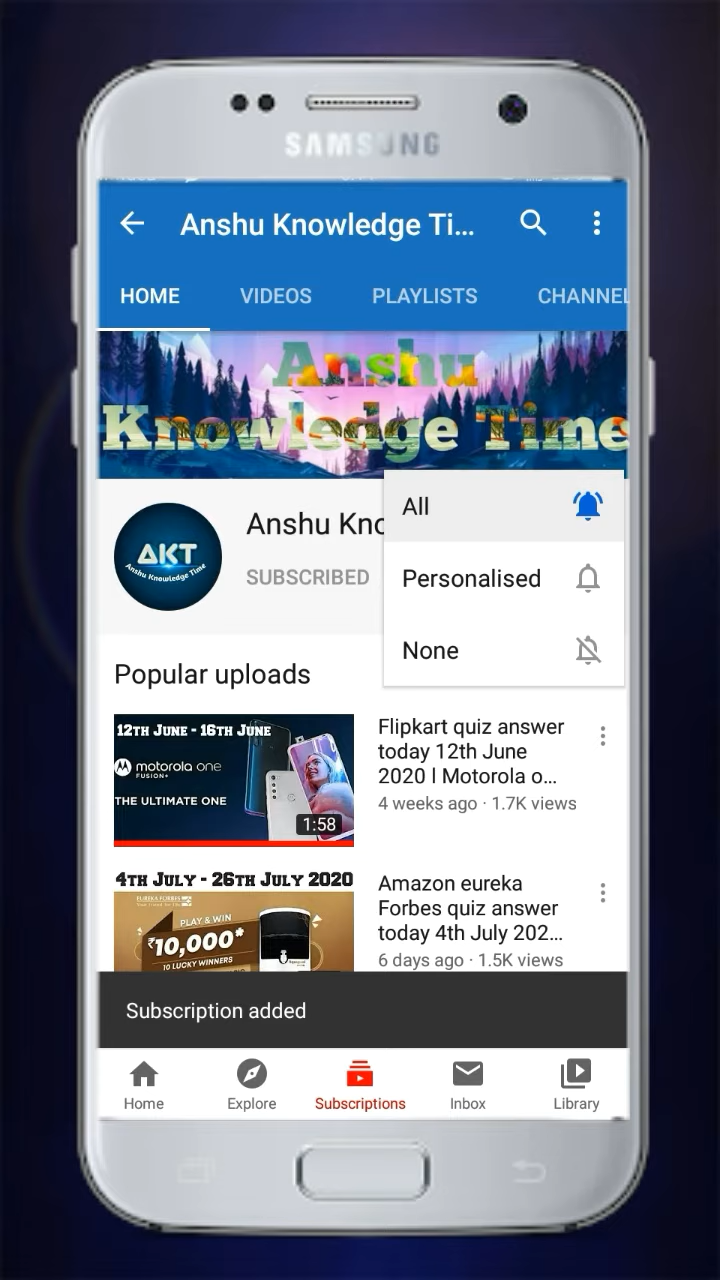 SAMSUNG
Anshu Knowledge Ti...
HOME VIDEOS PLAYLISTS CHANNEL
Anshu
Knowledge Time
All
Anshu Kno
AKT
Anshu Knowledge Time
SUBSCRIBED
Personalised
None
Popular uploads
12TH JUNE - 16TH JUNE
motorola one
FUSION+
THE ULTIMATE ONE
1:58
Flipkart quiz answer
today 12th June
2020 l Motorola o...
4 weeks ago · 1.7K views
4TH JULY - 26TH JULY 2020
EUREKA FORBES
PLAY & WIN
₹10,000*
10 LUCKY WINNERS
Amazon eureka
Forbes quiz answer
today 4th July 202...
6 days ago · 1.5K views
Subscription added
Home Explore Subscriptions Inbox Library